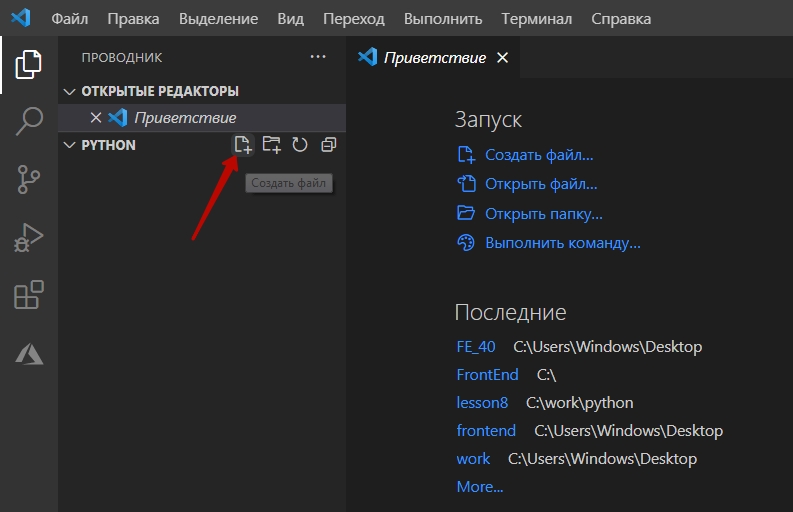 Файл Правка Выделение Вид Переход Выполнить Терминал Справка
ПРОВОДНИК ...
ОТКРЫТЫЕ РЕДАКТОРЫ
Приветствие
PYTHON
Создать файл
Приветствие
Запуск
Создать файл...
Открыть файл...
Открыть папку...
Выполнить команду...
Последние
FE_40 C:\Users\Windows\Desktop
FrontEnd C:\
lesson8 C:\work\python
frontend C:\Users\Windows\Desktop
work C:\Users\Windows\Desktop
More...